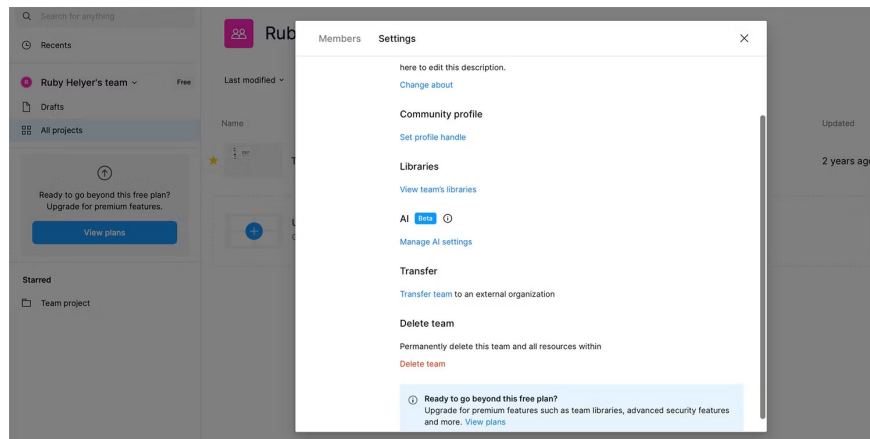 Search for anything
Recents
R
Ruby Helyer's team
Free
Drafts
All projects
Ready to go beyond this free plan?
Upgrade for premium features.
View plans
Starred
Team project
Rub
Last modified
Name
Updated
2 years ago
Members
Settings
here to edit this description.
Change about
Community profile
Set profile handle
Libraries
View team's libraries
AI Beta
Manage AI settings
Transfer
Transfer team to an external organization
Delete team
Permanently delete this team and all resources within
Delete team
Ready to go beyond this free plan?
Upgrade for premium features such as team libraries, advanced security features
and more. View plans